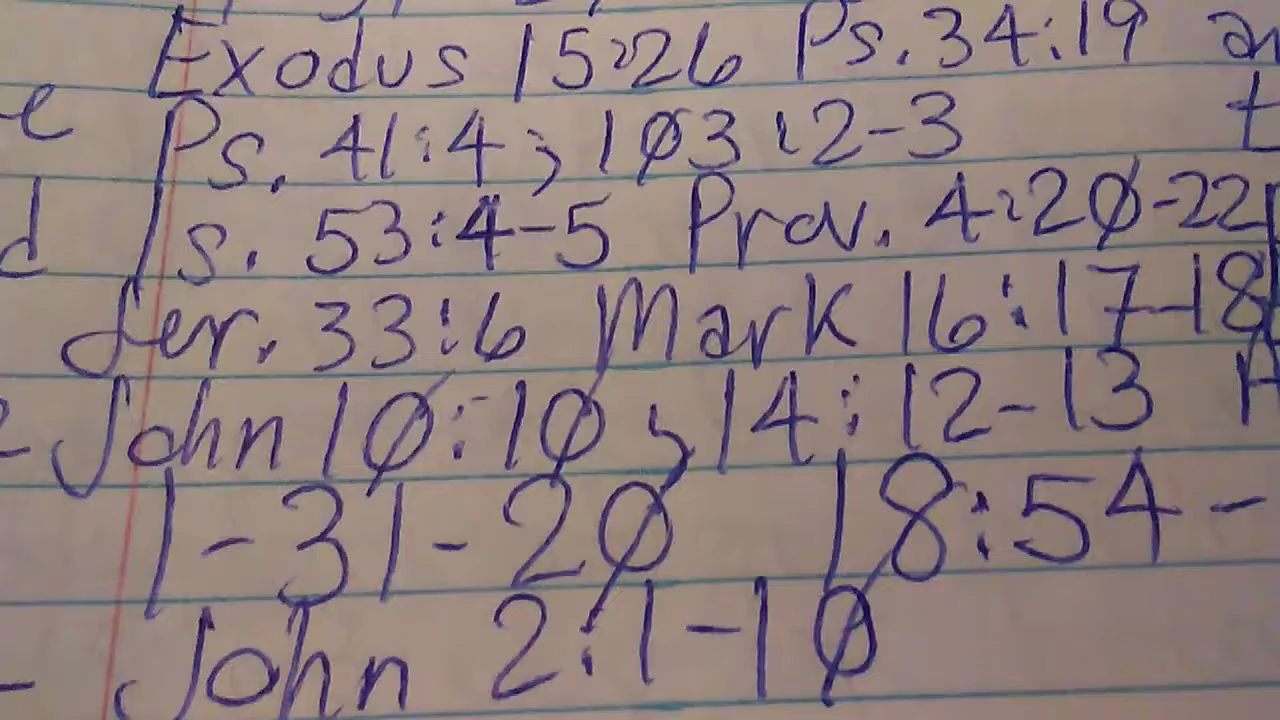 Exodus 15:26 Ps. 34:19 an
e Ps. 41:4; 103:2-3 t
d Is. 53:4-5 Prov. 4:20-22
Jer. 33:6 Mark 16:17-18
- John 10:10, 14:12-13 H
1-31-20 18:54-
- John 2:1-10